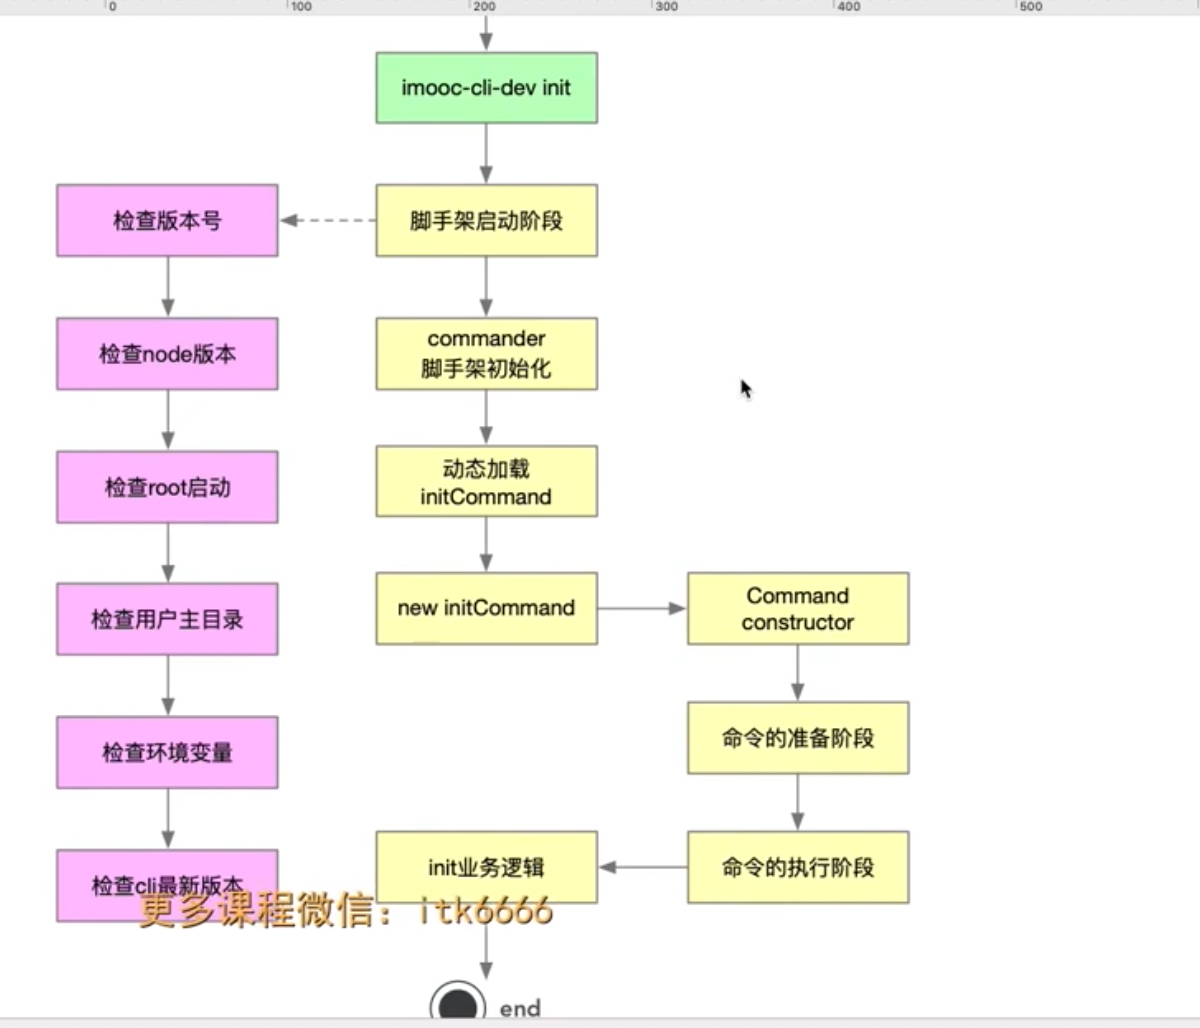 0 100 200 300 400 500
imooc-cli-dev init
检查版本号
脚手架启动阶段
检查node版本
commander
脚手架初始化
检查root启动
动态加载
initCommand
检查用户主目录
new initCommand
Command
constructor
检查环境变量
命令的准备阶段
检查cli最新版本
init业务逻辑
命令的执行阶段
更多课程微信：itk6666
end